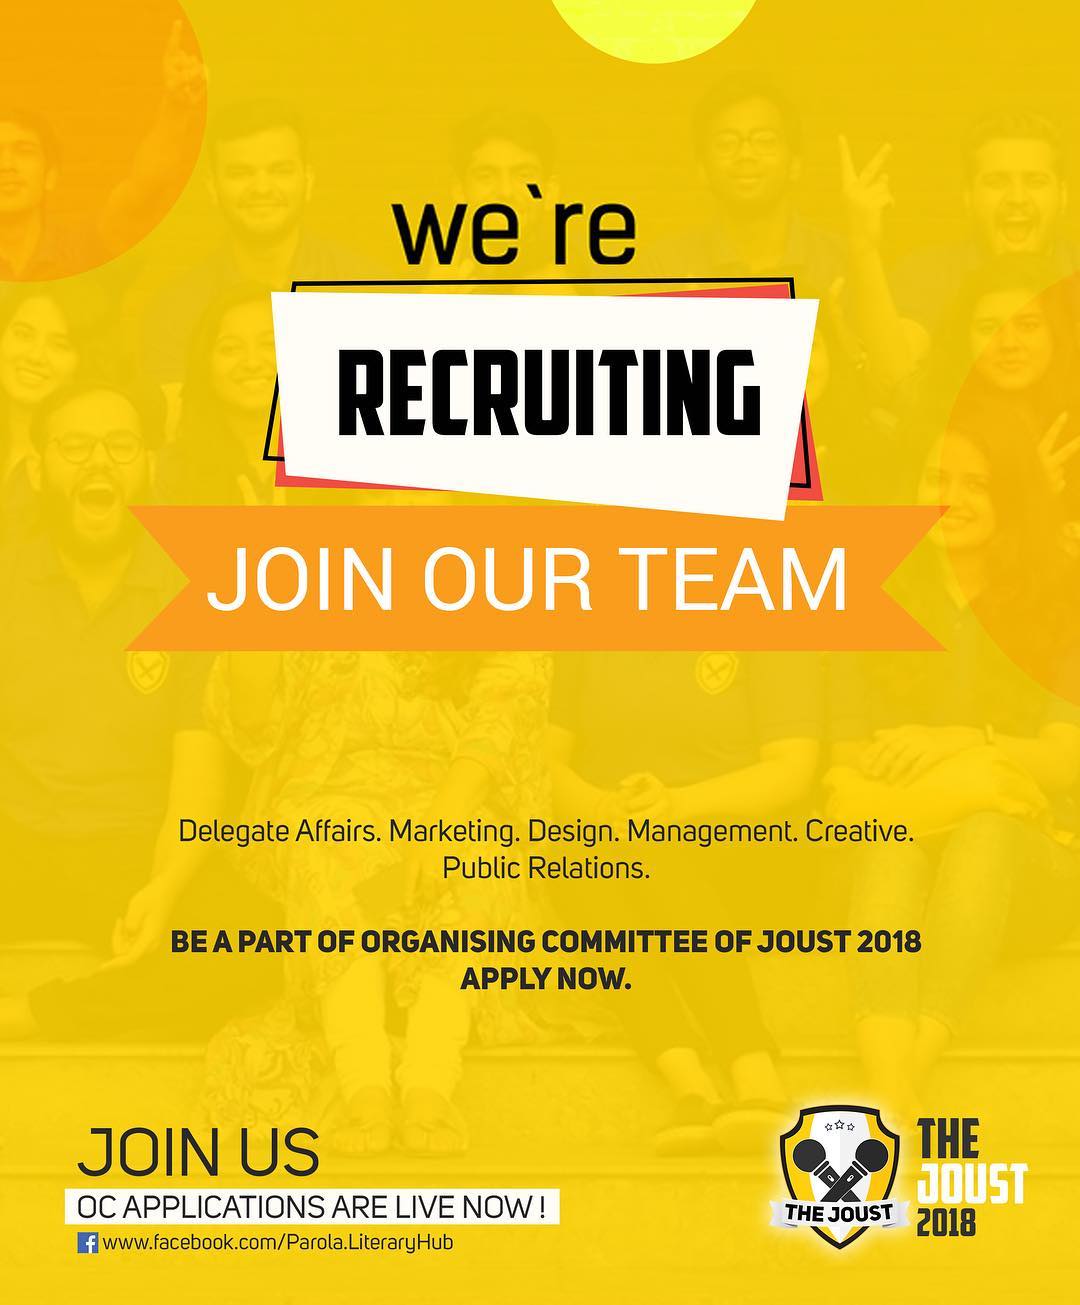 we`re
RECRUITING
JOIN OUR TEAM
Delegate Affairs. Marketing. Design. Management. Creative.
Public Relations.
BE A PART OF ORGANISING COMMITTEE OF JOUST 2018
APPLY NOW.
JOIN US
OC APPLICATIONS ARE LIVE NOW !
www.facebook.com/Parola.LiteraryHub
THE JOUST
THE
JOUST
2018